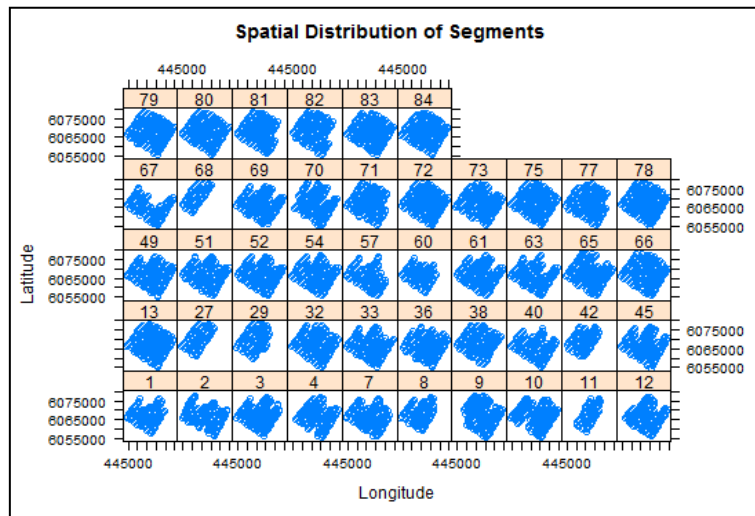 Spatial Distribution of Segments
445000 445000 445000
79 80 81 82 83 84
6075000
6065000
6055000
67 68 69 70 71 72 73 75 77 78
6075000
6065000
6055000
49 51 52 54 57 60 61 63 65 66
6075000
6065000
6055000
13 27 29 32 33 36 38 40 42 45
6075000
6065000
6055000
1 2 3 4 7 8 9 10 11 12
6075000
6065000
6055000
445000 445000 445000 445000 445000
Latitude
Longitude